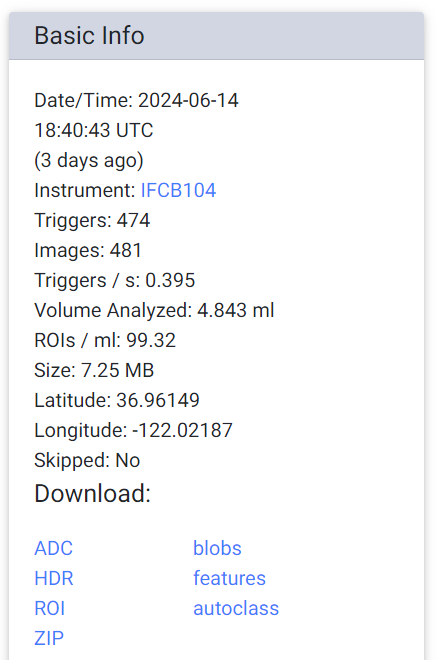 Basic Info
Date/Time: 2024-06-14
18:40:43 UTC
(3 days ago)
Instrument: IFCB104
Triggers: 474
Images: 481
Triggers / s: 0.395
Volume Analyzed: 4.843 ml
ROIs / ml: 99.32
Size: 7.25 MB
Latitude: 36.96149
Longitude: -122.02187
Skipped: No
Download:
ADC blobs
HDR features
ROI autoclass
ZIP